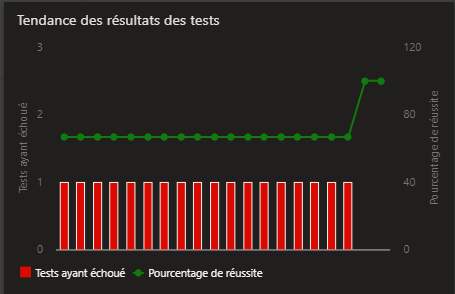 Tendance des résultats des tests
3
120
2
80
1
40
0
0
Tests ayant échoué
Pourcentage de réussite
Tests ayant échoué
Pourcentage de réussite